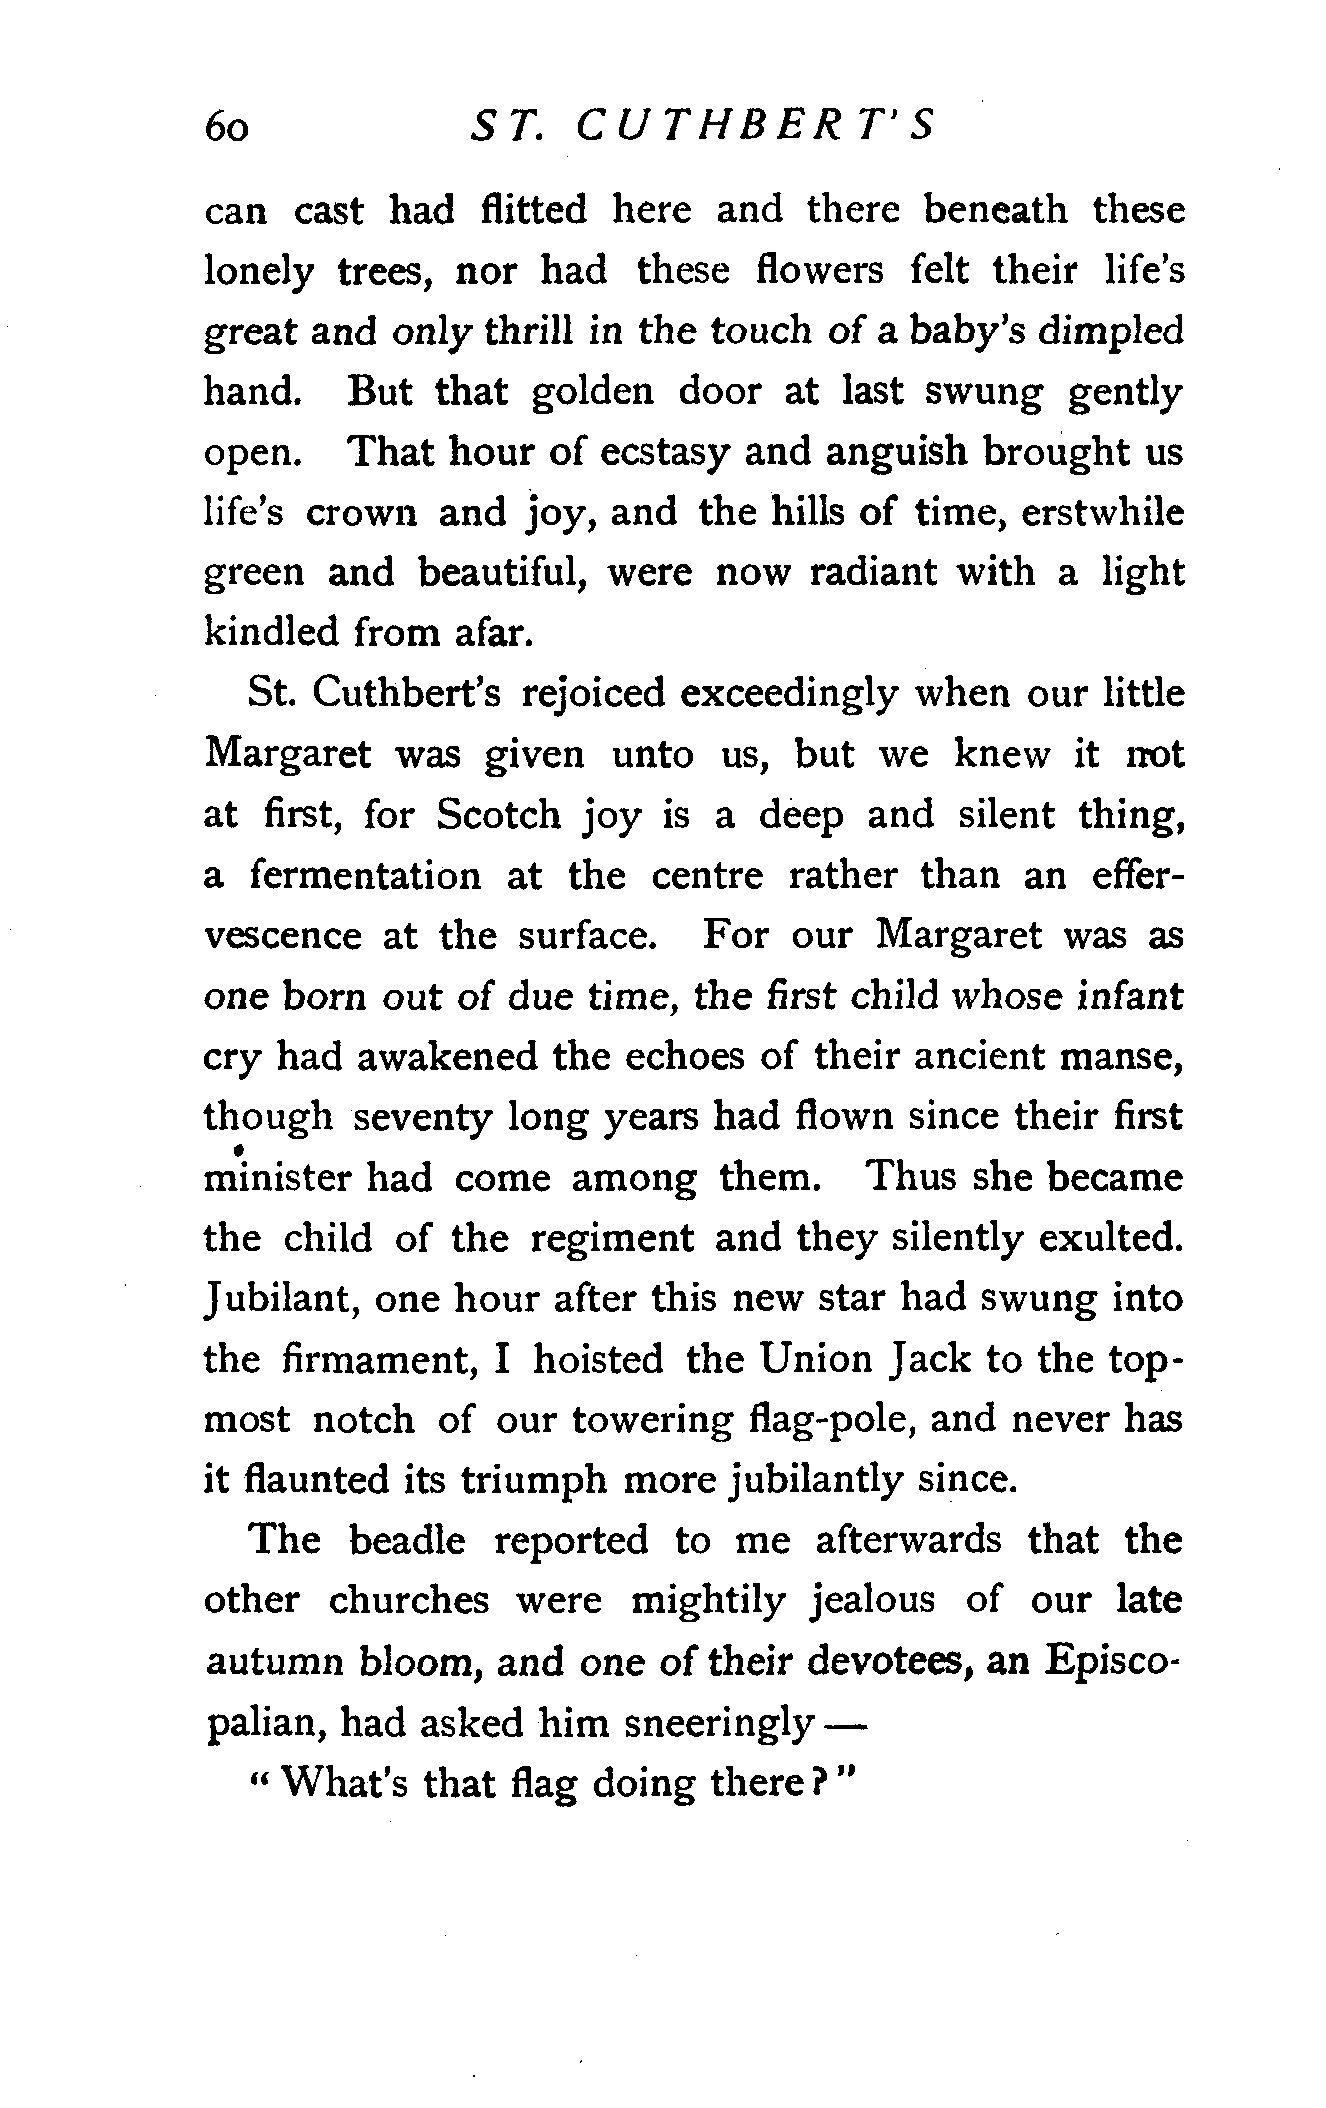 60 ST. CUTHBERT'S
can cast had flitted here and there beneath these
lonely trees, nor had these flowers felt their life's
great and only thrill in the touch of a baby's dimpled
hand. But that golden door at last swung gently
open. That hour of ecstasy and anguish brought us
life's crown and joy, and the hills of time, erstwhile
green and beautiful, were now radiant with a light
kindled from afar.
St. Cuthbert's rejoiced exceedingly when our little
Margaret was given unto us, but we knew it not
at first, for Scotch joy is a deep and silent thing,
a fermentation at the centre rather than an effer-
vescence at the surface. For our Margaret was as
one born out of due time, the first child whose infant
cry had awakened the echoes of their ancient manse,
though seventy long years had flown since their first
minister had come among them. Thus she became
the child of the regiment and they silently exulted.
Jubilant, one hour after this new star had swung into
the firmament, I hoisted the Union Jack to the top-
most notch of our towering flag-pole, and never has
it flaunted its triumph more jubilantly since.
The beadle reported to me afterwards that the
other churches were mightily jealous of our late
autumn bloom, and one of their devotees, an Episco-
palian, had asked him sneeringly—
"What's that flag doing there?"